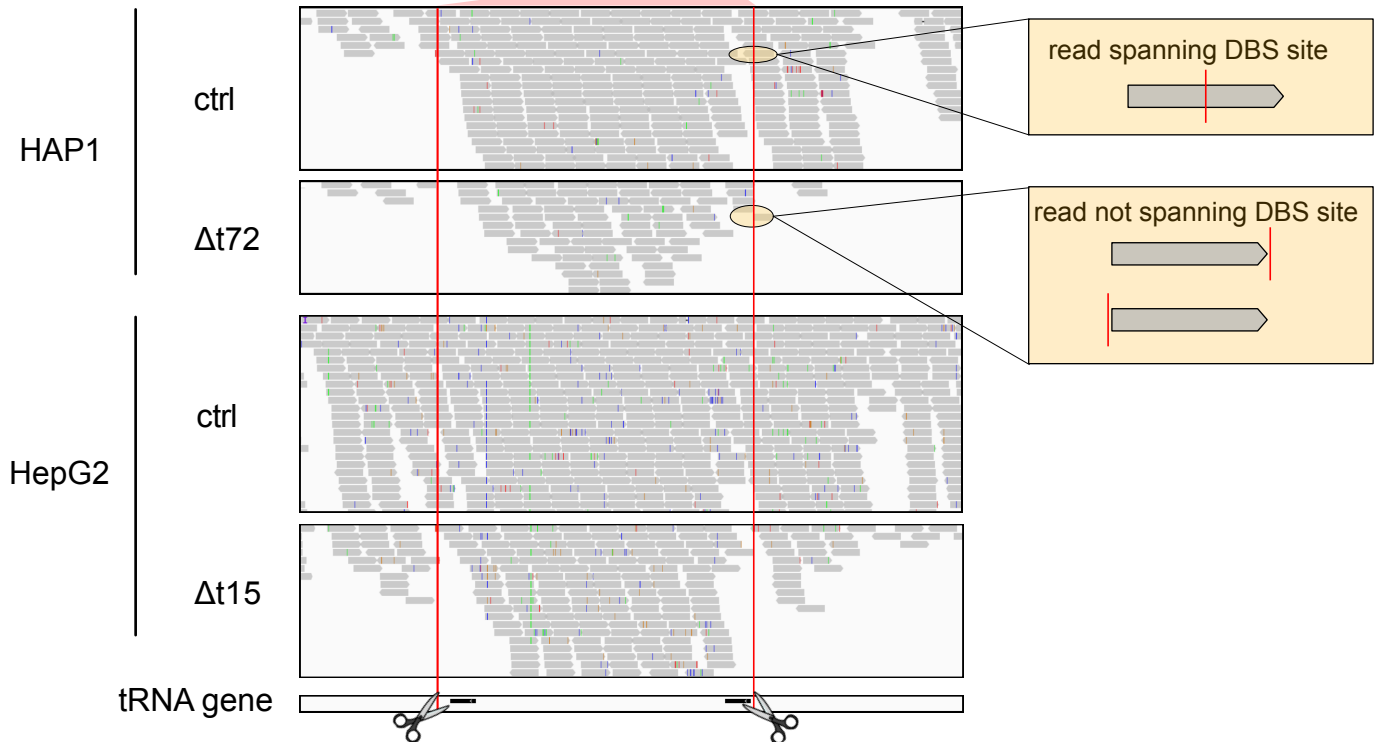 HAP1
ctrl
Δt72
HepG2
ctrl
Δt15
tRNA gene
read spanning DBS site
read not spanning DBS site